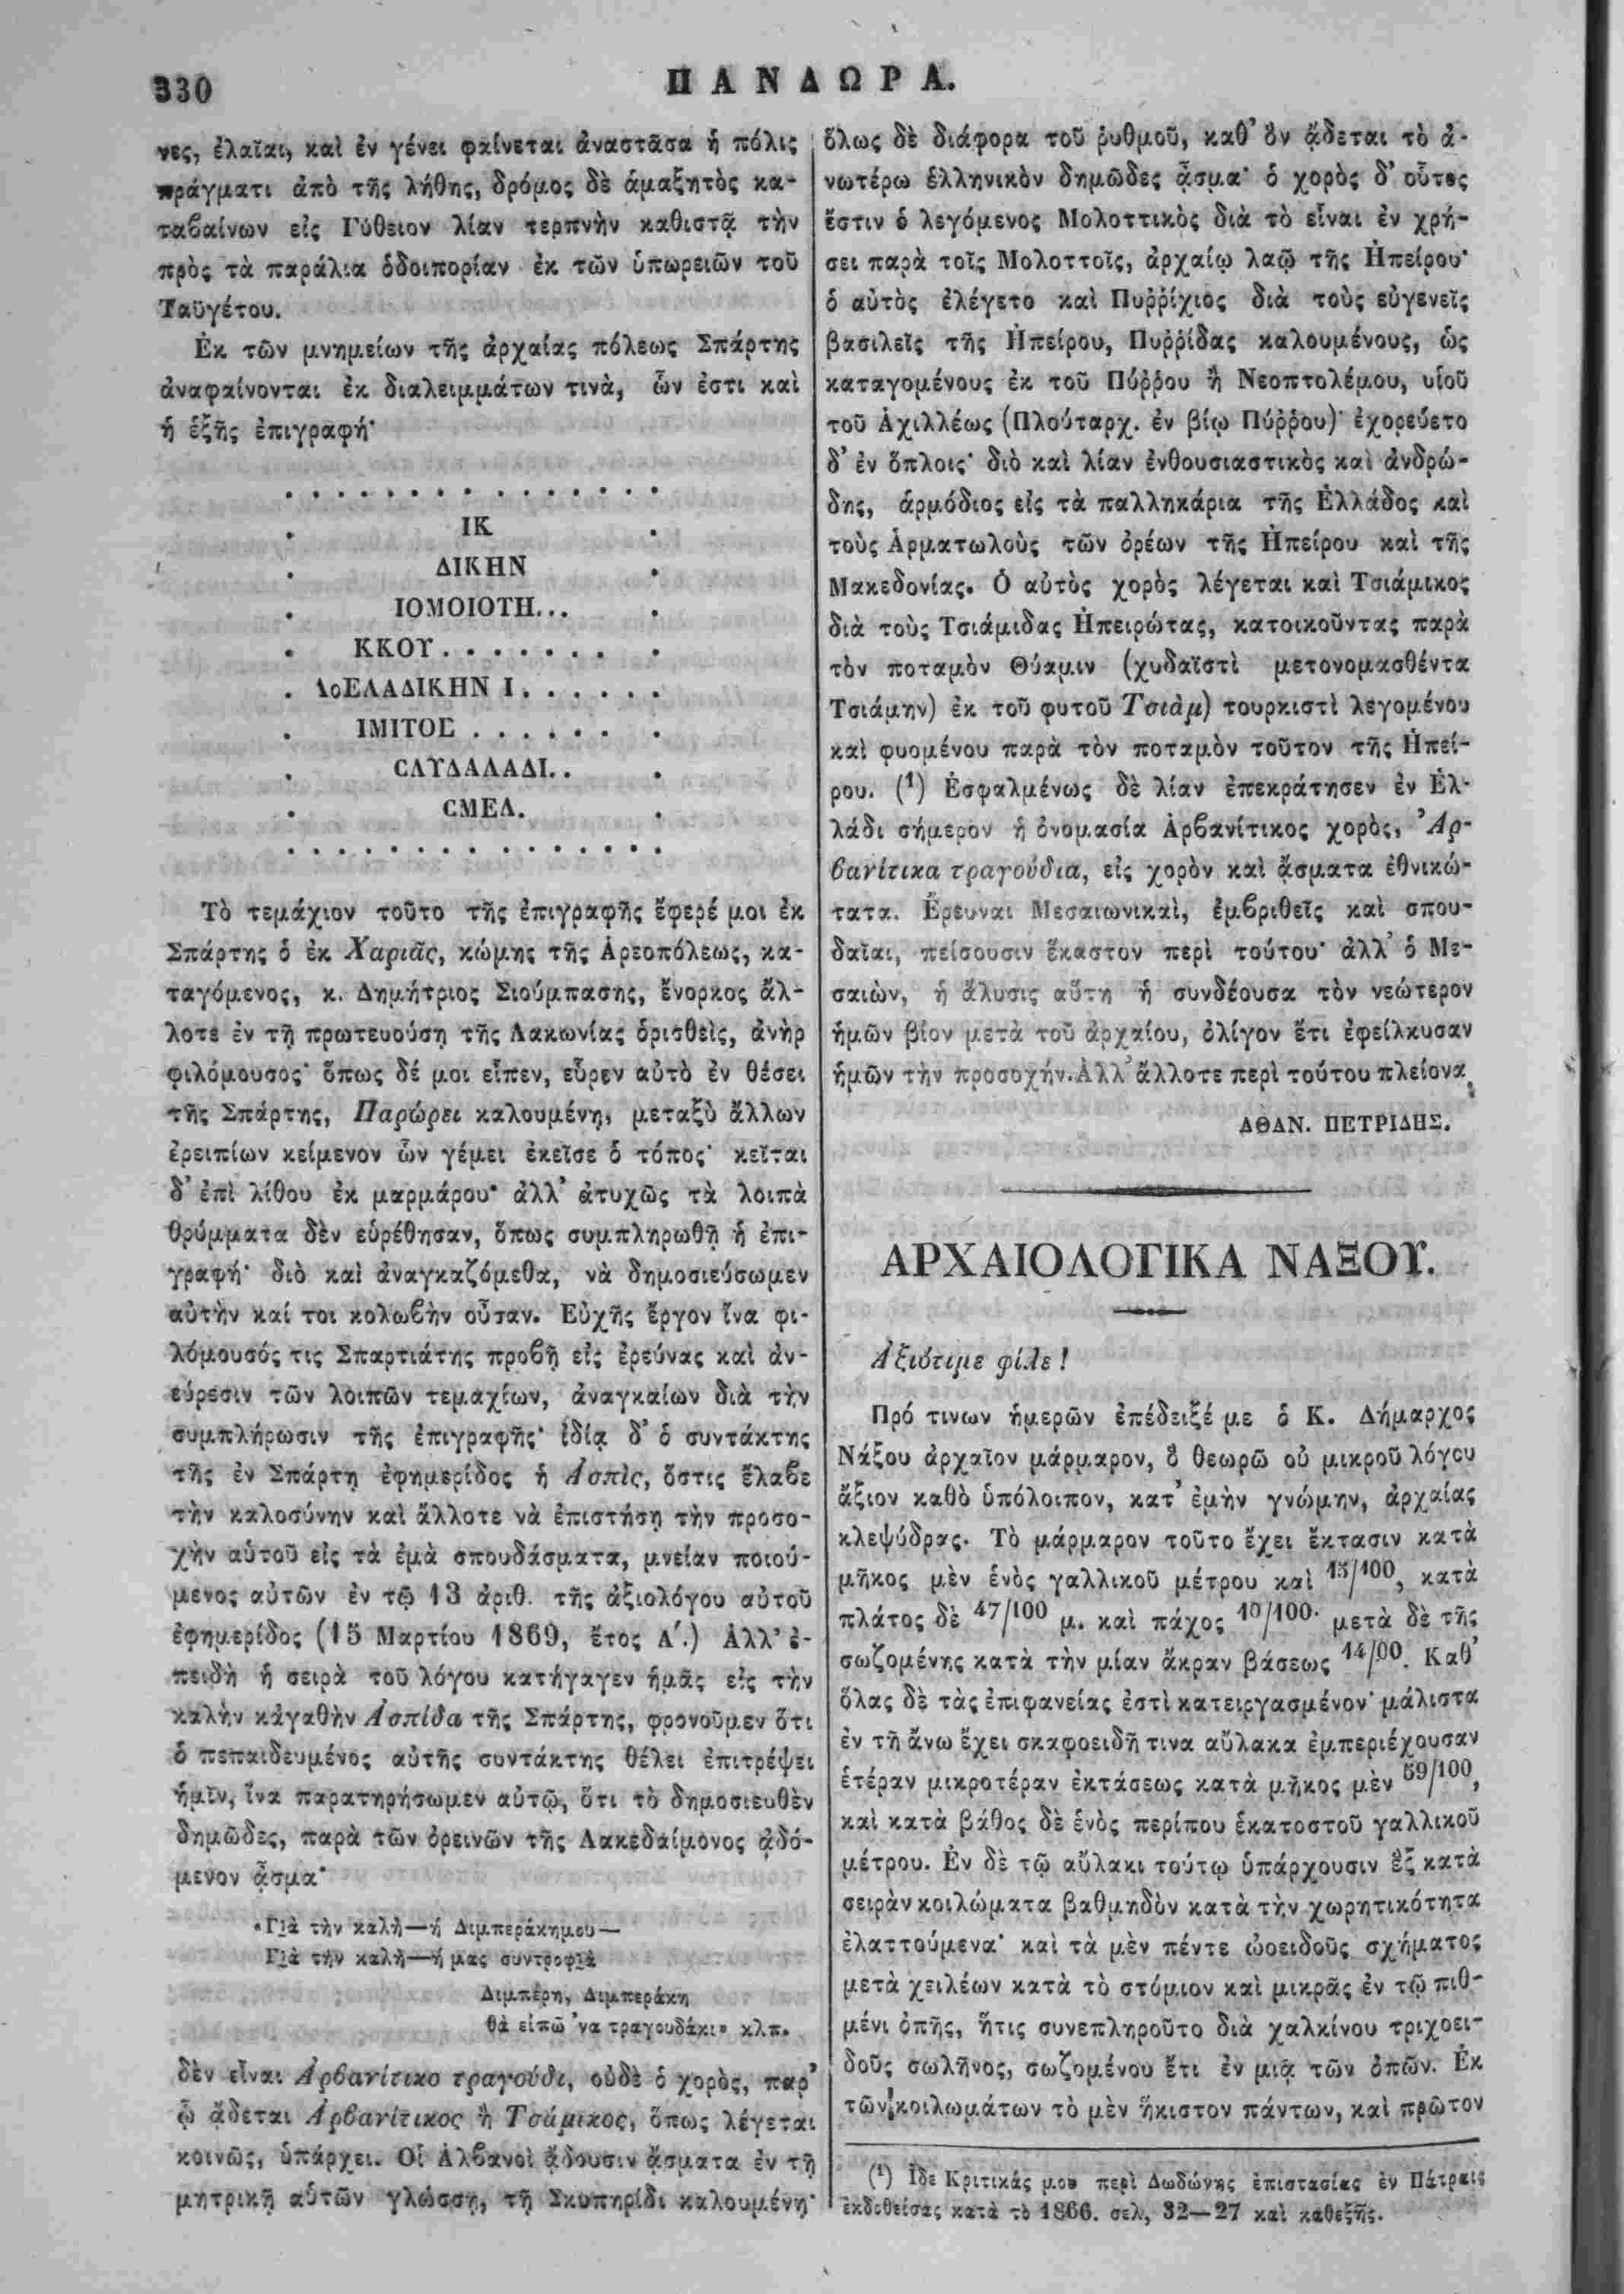 330
ΠΑΝΔΩΡΑ.
νες, ἐλαῖαι, καὶ ἐν γένει φαίνεται ἀναστᾶσα ἡ πόλις
πράγματι ἀπὸ τῆς λήθης, δρόμος δὲ ἁμαξητὸς κα-
ταβαίνων εἰς Γύθειον λίαν τερπνὴν καθιστᾷ τὴν
πρὸς τὰ παράλια ὁδοιπορίαν ἐκ τῶν ὑπωρειῶν τοῦ
Ταϋγέτου.
Ἐκ τῶν μνημείων τῆς ἀρχαίας πόλεως Σπάρτης
ἀναφαίνονται ἐκ διαλειμμάτων τινὰ, ὧν ἐστι καὶ
ἡ ἑξῆς ἐπιγραφή·
. . . . . . . . . . . . . . .
. ΙΚ .
. ΔΙΚΗΝ .
. ΙΟΜΟΙΟΤΗ... .
. ΚΚΟΥ . . . . . . . .
. λοΕΛΑΔΙΚΗΝ Ι . . . . . .
. ΙΜΙΤΟΣ . . . . . . .
. CΛΥΔΑΛΑΔΙ. . .
. CΜΕΛ. .
. . . . . . . . . . . . . . .
Τὸ τεμάχιον τοῦτο τῆς ἐπιγραφῆς ἔφερέ μοι ἐκ
Σπάρτης ὁ ἐκ Χαριᾶς, κώμης τῆς Ἀρεοπόλεως, κα-
ταγόμενος, κ. Δημήτριος Σιούμπασης, ἔνορκος ἄλ-
λοτε ἐν τῇ πρωτευούσῃ τῆς Λακωνίας ὁρισθεὶς, ἀνὴρ
φιλόμουσος· ὅπως δέ μοι εἶπεν, εὗρεν αὐτὸ ἐν θέσει
τῆς Σπάρτης, Παρώρει καλουμένῃ, μεταξὺ ἄλλων
ἐρειπίων κείμενον ὧν γέμει ἐκεῖσε ὁ τόπος· κεῖται
δ' ἐπὶ λίθου ἐκ μαρμάρου· ἀλλ' ἀτυχῶς τὰ λοιπὰ
θρύμματα δὲν εὑρέθησαν, ὅπως συμπληρωθῇ ἡ ἐπι-
γραφή· διὸ καὶ ἀναγκαζόμεθα, νὰ δημοσιεύσωμεν
αὐτὴν καί τοι κολωβὴν οὖσαν. Εὐχῆς ἔργον ἵνα φι-
λόμουσός τις Σπαρτιάτης προβῇ εἰς ἐρεύνας καὶ ἀν-
εύρεσιν τῶν λοιπῶν τεμαχίων, ἀναγκαίων διὰ τὴν
συμπλήρωσιν τῆς ἐπιγραφῆς· ἰδίᾳ δ' ὁ συντάκτης
τῆς ἐν Σπάρτῃ ἐφημερίδος ἡ Ἀσπὶς, ὅστις ἔλαβε
τὴν καλοσύνην καὶ ἄλλοτε νὰ ἐπιστήσῃ τὴν προσο-
χὴν αὑτοῦ εἰς τὰ ἐμὰ σπουδάσματα, μνείαν ποιού-
μενος αὐτῶν ἐν τῷ 13 ἀριθ. τῆς ἀξιολόγου αὐτοῦ
ἐφημερίδος (15 Μαρτίου 1869, ἔτος Α΄.) Ἀλλ' ἐ-
πειδὴ ἡ σειρὰ τοῦ λόγου κατήγαγεν ἡμᾶς εἰς τὴν
καλὴν κἀγαθὴν Ἀσπίδα τῆς Σπάρτης, φρονοῦμεν ὅτι
ὁ πεπαιδευμένος αὐτῆς συντάκτης θέλει ἐπιτρέψει
ἡμῖν, ἵνα παρατηρήσωμεν αὐτῷ, ὅτι τὸ δημοσιευθὲν
δημῶδες, παρὰ τῶν ὀρεινῶν τῆς Λακεδαίμονος ᾀδό-
μενον ᾆσμα·
«Γιὰ τὴν καλὴ—ἡ Διμπεράκημου—
Γιὰ τὴν καλὴ—ή μας συντροφιὰ
Διμπέρη, Διμπεράκη
θὰ εἰπῶ 'να τραγουδάκι» κλπ.
δὲν εἶναι Ἀρβανίτικο τραγούδι, οὐδὲ ὁ χορὸς, παρ'
ᾧ ᾄδεται Ἀρβανίτικος ἢ Τσάμικος, ὅπως λέγεται
κοινῶς, ὑπάρχει. Οἱ Ἀλβανοὶ ᾄδουσιν ᾄσματα ἐν τῇ
μητρικῇ αὑτῶν γλώσσῃ, τῇ Σκυπηρίδι καλουμένῃ·
ὅλως δὲ διάφορα τοῦ ῥυθμοῦ, καθ' ὃν ᾄδεται τὸ ἀ-
νωτέρω ἑλληνικὸν δημῶδες ᾆσμα· ὁ χορὸς δ' οὗτος
ἔστιν ὁ λεγόμενος Μολοττικὸς διὰ τὸ εἶναι ἐν χρή-
σει παρὰ τοῖς Μολοττοῖς, ἀρχαίῳ λαῷ τῆς Ἠπείρου·
ὁ αὐτὸς ἐλέγετο καὶ Πυῤῥίχιος διὰ τοὺς εὐγενεῖς
βασιλεῖς τῆς Ἠπείρου, Πυῤῥίδας καλουμένους, ὡς
καταγομένους ἐκ τοῦ Πύῤῥου ἢ Νεοπτολέμου, υἱοῦ
τοῦ Ἀχιλλέως (Πλούταρχ. ἐν βίῳ Πύῤῥου)· ἐχορεύετο
δ' ἐν ὅπλοις· διὸ καὶ λίαν ἐνθουσιαστικὸς καὶ ἀνδρώ-
δης, ἁρμόδιος εἰς τὰ παλληκάρια τῆς Ἑλλάδος καὶ
τοὺς Ἁρματωλοὺς τῶν ὀρέων τῆς Ἠπείρου καὶ τῆς
Μακεδονίας. Ὁ αὐτὸς χορὸς λέγεται καὶ Τσιάμικος
διὰ τοὺς Τσιάμιδας Ἠπειρώτας, κατοικοῦντας παρὰ
τὸν ποταμὸν Θύαμιν (χυδαϊστὶ μετονομασθέντα
Τσιάμην) ἐκ τοῦ φυτοῦ Τσιὰμ) τουρκιστὶ λεγομένου
καὶ φυομένου παρὰ τὸν ποταμὸν τοῦτον τῆς Ἠπεί-
ρου. (¹) Ἐσφαλμένως δὲ λίαν ἐπεκράτησεν ἐν Ἑλ-
λάδι σήμερον ἡ ὀνομασία Ἀρβανίτικος χορὸς, Ἀρ-
βανίτικα τραγούδια, εἰς χορὸν καὶ ᾄσματα ἐθνικώ-
τατα. Ἔρευναι Μεσαιωνικαὶ, ἐμβριθεῖς καὶ σπου-
δαῖαι, πείσουσιν ἕκαστον περὶ τούτου· ἀλλ' ὁ Με-
σαιὼν, ἡ ἅλυσις αὕτη ἡ συνδέουσα τὸν νεώτερον
ἡμῶν βίον μετὰ τοῦ ἀρχαίου, ὀλίγον ἔτι ἐφείλκυσαν
ἡμῶν τὴν προσοχήν. Ἀλλ' ἄλλοτε περὶ τούτου πλείονα.
ΑΘΑΝ. ΠΕΤΡΙΔΗΣ.
ΑΡΧΑΙΟΛΟΓΙΚΑ ΝΑΞΟΥ.
Ἀξιότιμε φίλε!
Πρό τινων ἡμερῶν ἐπέδειξέ με ὁ Κ. Δήμαρχος
Νάξου ἀρχαῖον μάρμαρον, ὃ θεωρῶ οὐ μικροῦ λόγου
ἄξιον καθὸ ὑπόλοιπον, κατ' ἐμὴν γνώμην, ἀρχαίας
κλεψύδρας. Τὸ μάρμαρον τοῦτο ἔχει ἔκτασιν κατὰ
μῆκος μὲν ἑνὸς γαλλικοῦ μέτρου καὶ 15/100, κατὰ
πλάτος δὲ 47/100 μ. καὶ πάχος 10/100· μετὰ δὲ τῆς
σωζομένης κατὰ τὴν μίαν ἄκραν βάσεως 14/00. Καθ'
ὅλας δὲ τὰς ἐπιφανείας ἐστὶ κατειργασμένον· μάλιστα
ἐν τῇ ἄνω ἔχει σκαφοειδῆ τινα αὔλακα ἐμπεριέχουσαν
ἑτέραν μικροτέραν ἐκτάσεως κατὰ μῆκος μὲν 59/100,
καὶ κατὰ βάθος δὲ ἑνὸς περίπου ἑκατοστοῦ γαλλικοῦ
μέτρου. Ἐν δὲ τῷ αὔλακι τούτῳ ὑπάρχουσιν ἓξ κατὰ
σειρὰν κοιλώματα βαθμηδὸν κατὰ τὴν χωρητικότητα
ἐλαττούμενα· καὶ τὰ μὲν πέντε ὠοειδοῦς σχήματος
μετὰ χειλέων κατὰ τὸ στόμιον καὶ μικρᾶς ἐν τῷ πιθ-
μένι ὀπῆς, ἥτις συνεπληροῦτο διὰ χαλκίνου τριχοει-
δοῦς σωλῆνος, σωζομένου ἔτι ἐν μιᾷ τῶν ὀπῶν. Ἐκ
τῶν κοιλωμάτων τὸ μὲν ἥκιστον πάντων, καὶ πρῶτον
(¹) Ἴδε Κριτικάς μου περὶ Δωδώνης ἐπιστασίας ἐν Πάτραις
ἐκδοθείσας κατὰ τὸ 1866. σελ, 32—27 καὶ καθεξῆς.